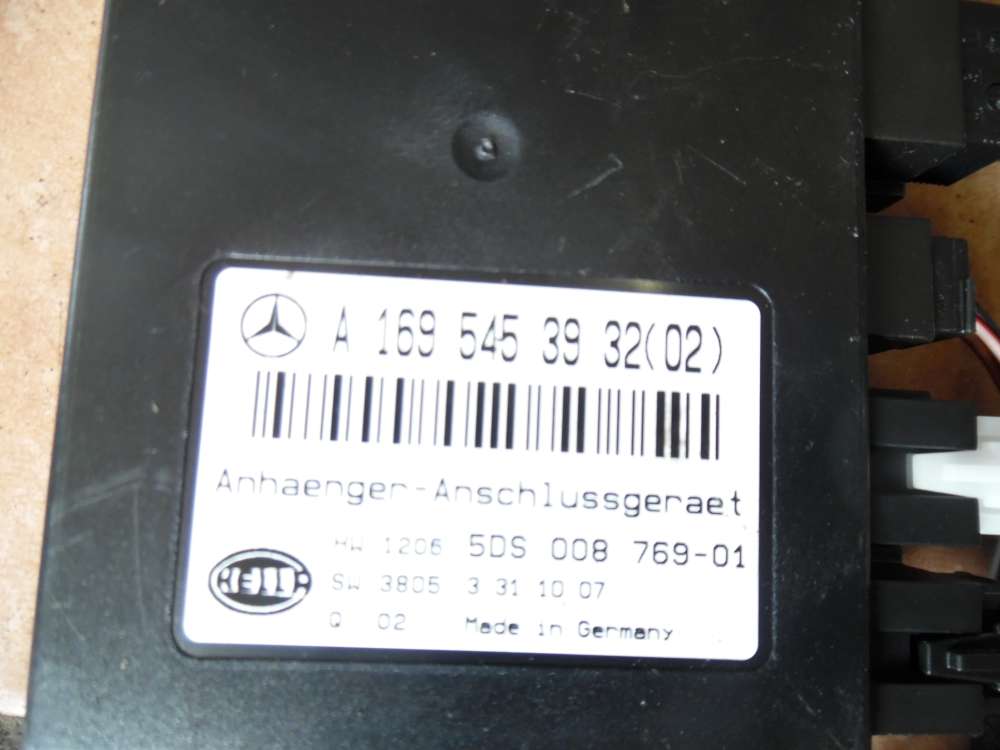 A 169 545 39 32(02)
Anhaenger-Anschlussgeraet
HW 1206 5DS 008 769-01
HELLA
SW 3805 3 31 10 07
Q 02 Made in Germany